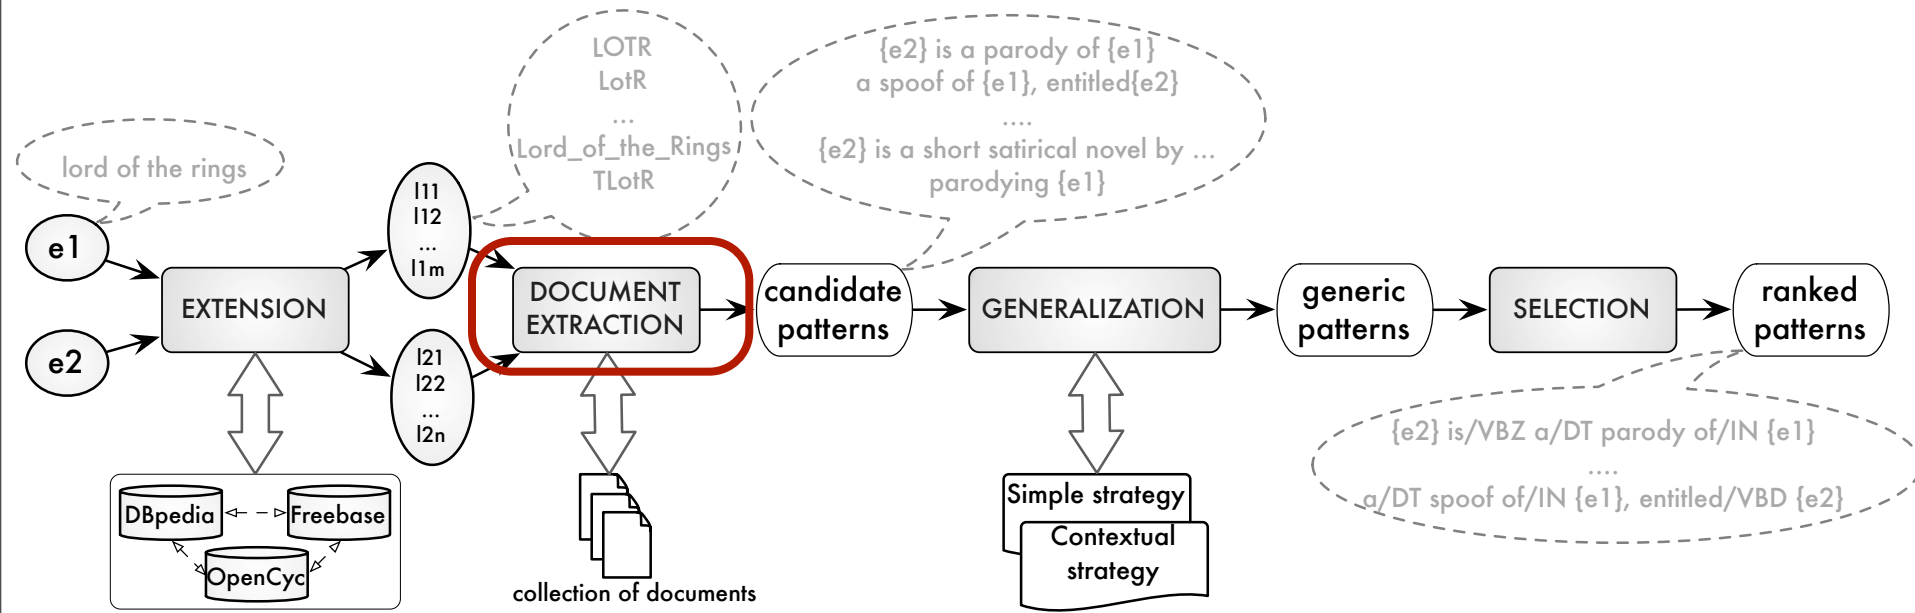 LOTR
LotR
...
Lord_of_the_Rings
TLotR
{e2} is a parody of {e1}
a spoof of {e1}, entitled{e2}
....
{e2} is a short satirical novel by ...
parodying {e1}
lord of the rings
e1
e2
EXTENSION
l11
l12
...
l1m
l21
l22
...
l2n
DOCUMENT
EXTRACTION
candidate
patterns
GENERALIZATION
generic
patterns
SELECTION
ranked
patterns
{e2} is/VBZ a/DT parody of/IN {e1}
....
a/DT spoof of/IN {e1}, entitled/VBD {e2}
DBpedia
Freebase
OpenCyc
collection of documents
Simple strategy
Contextual
strategy